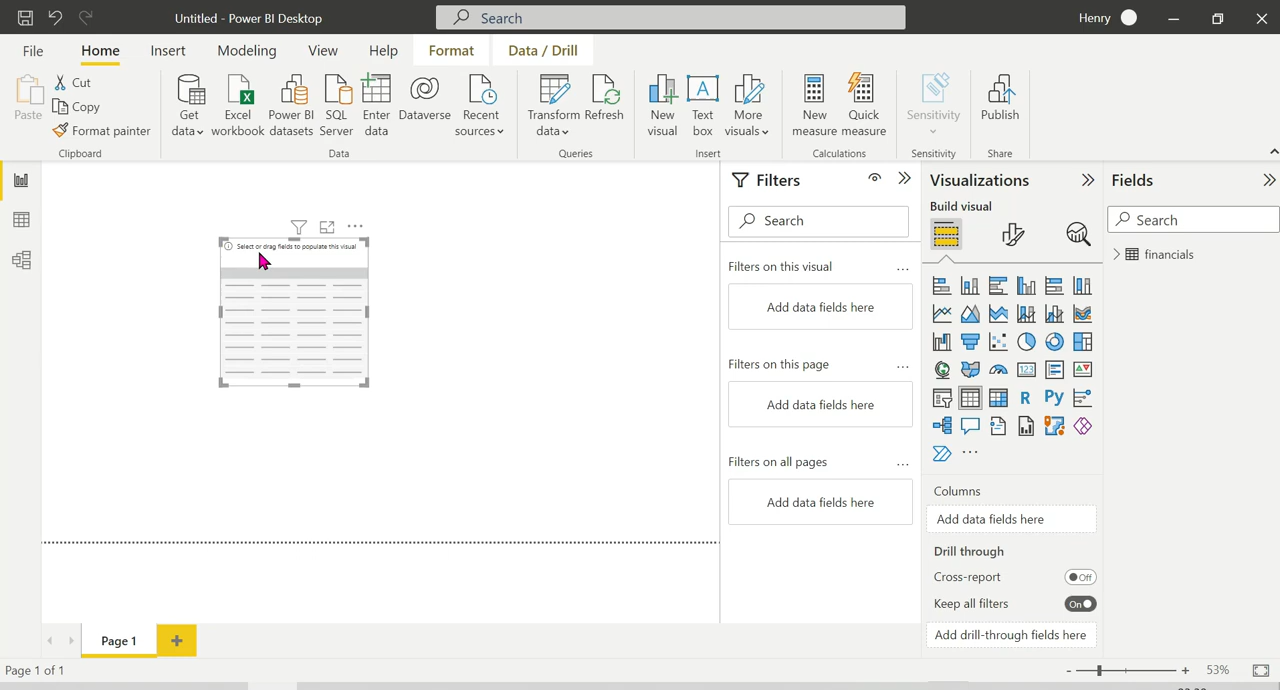 Untitled - Power BI Desktop
Search
Henry
File
Home
Insert
Modeling
View
Help
Format
Data / Drill
Paste
Cut
Copy
Format painter
Clipboard
Get data
Excel workbook
Power BI datasets
SQL Server
Enter data
Dataverse
Recent sources
Data
Transform data
Refresh
Queries
New visual
A
Text box
More visuals
Insert
New measure
Quick measure
Calculations
Sensitivity
Sensitivity
Publish
Share
Select or drag fields to populate this visual
Filters
Search
Filters on this visual
Add data fields here
Filters on this page
Add data fields here
Filters on all pages
Add data fields here
Visualizations
Build visual
123
R
Py
Columns
Add data fields here
Drill through
Cross-report
Off
Keep all filters
On
Add drill-through fields here
Fields
Search
financials
Page 1
Page 1 of 1
- + 53%